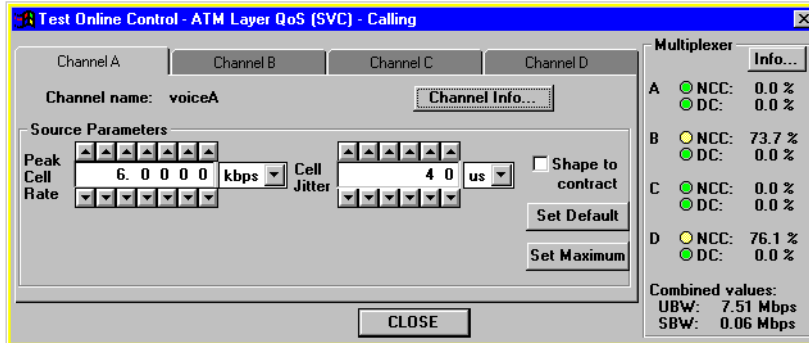 Test Online Control - ATM Layer QoS (SVC) - Calling
Channel A Channel B Channel C Channel D
Channel name: voiceA Channel Info...
Source Parameters
Peak Cell Rate 6. 0 0 0 0 kbps
Cell Jitter 4 0 us
Shape to contract
Set Default
Set Maximum
CLOSE
Multiplexer
Info...
A NCC: 0.0 %
DC: 0.0 %
B NCC: 73.7 %
DC: 0.0 %
C NCC: 0.0 %
DC: 0.0 %
D NCC: 76.1 %
DC: 0.0 %
Combined values:
UBW: 7.51 Mbps
SBW: 0.06 Mbps